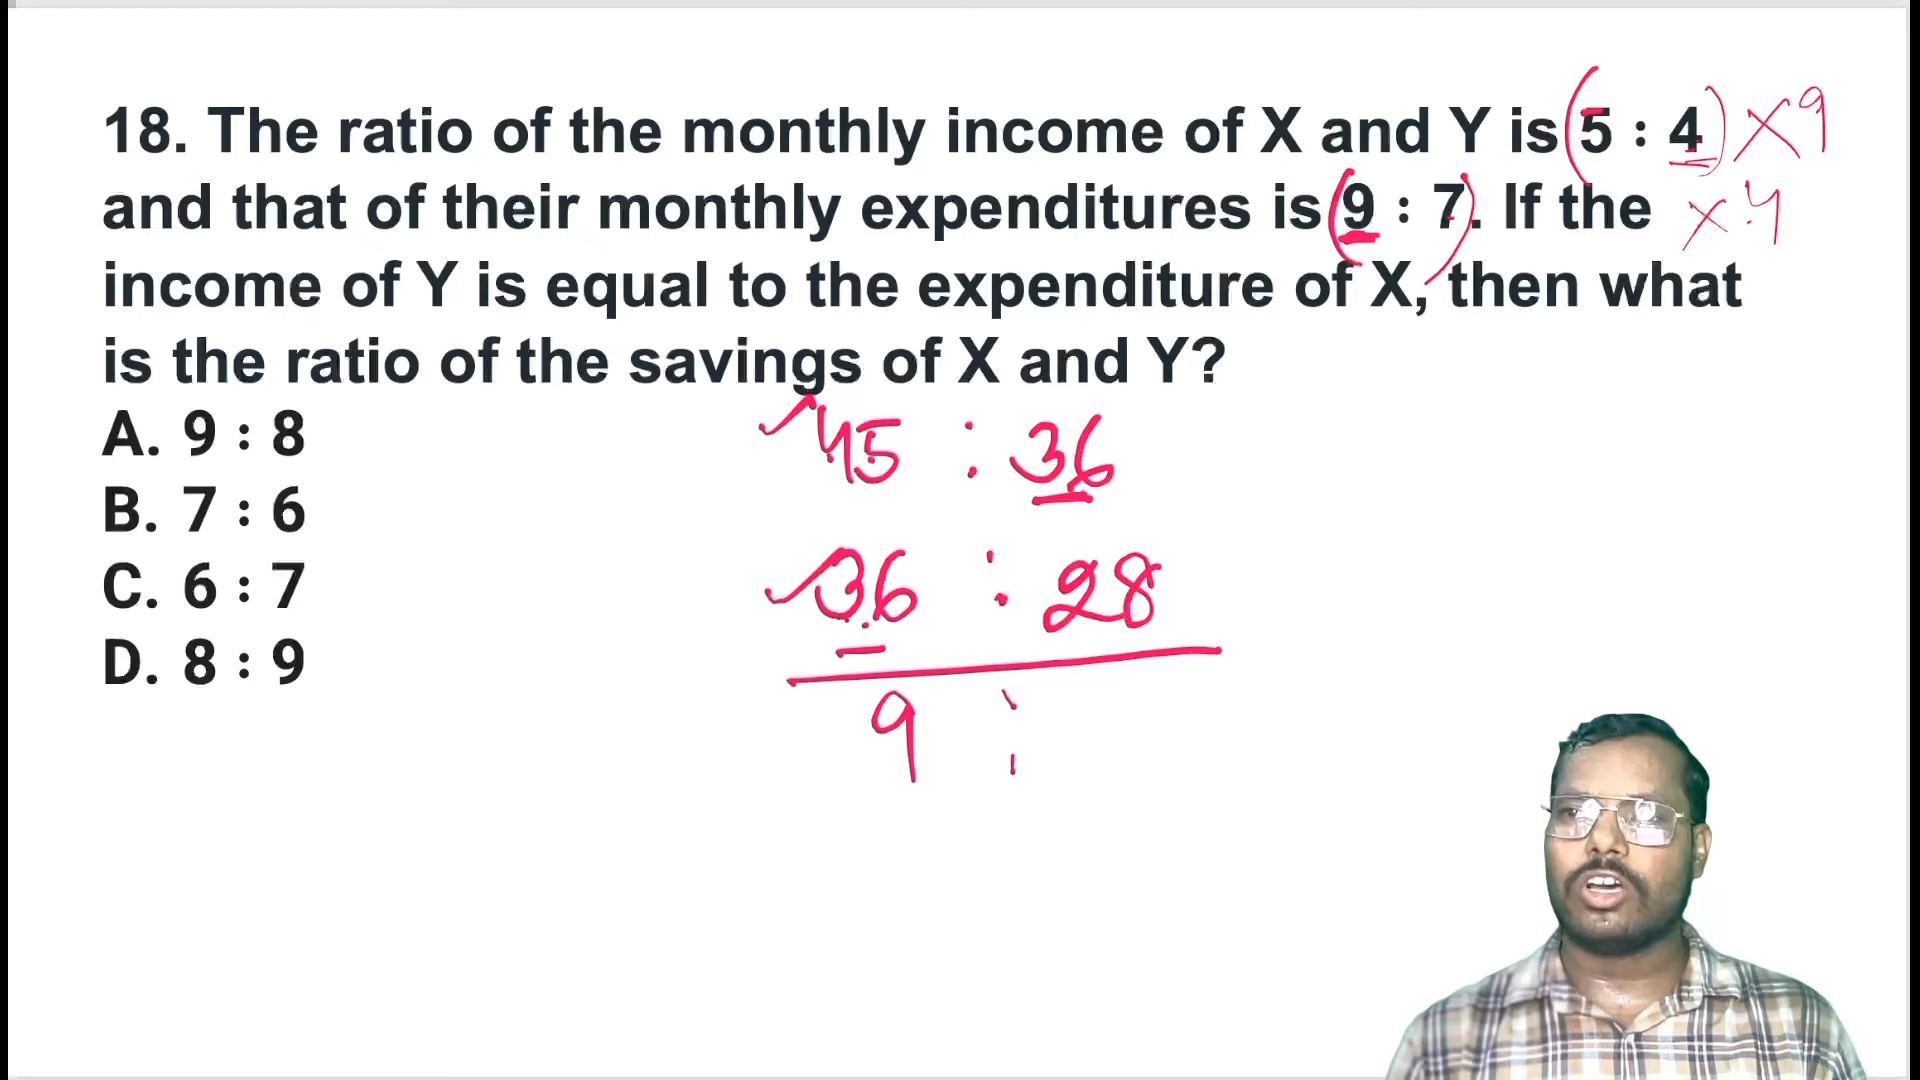 18. The ratio of the monthly income of X and Y is (5 : 4) ×9
and that of their monthly expenditures is (9 : 7). If the ×4
income of Y is equal to the expenditure of X, then what
is the ratio of the savings of X and Y?
A. 9 : 8
B. 7 : 6
C. 6 : 7
D. 8 : 9
45 : 36
36 : 28
9 :